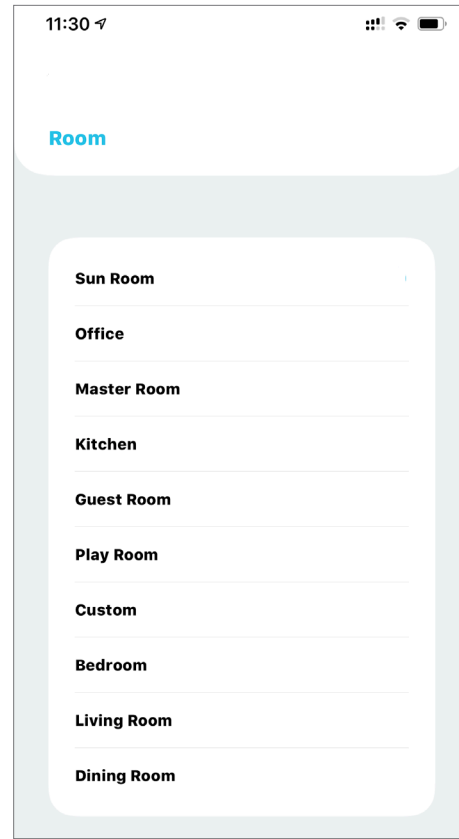 11:30
Room
Sun Room
Office
Master Room
Kitchen
Guest Room
Play Room
Custom
Bedroom
Living Room
Dining Room